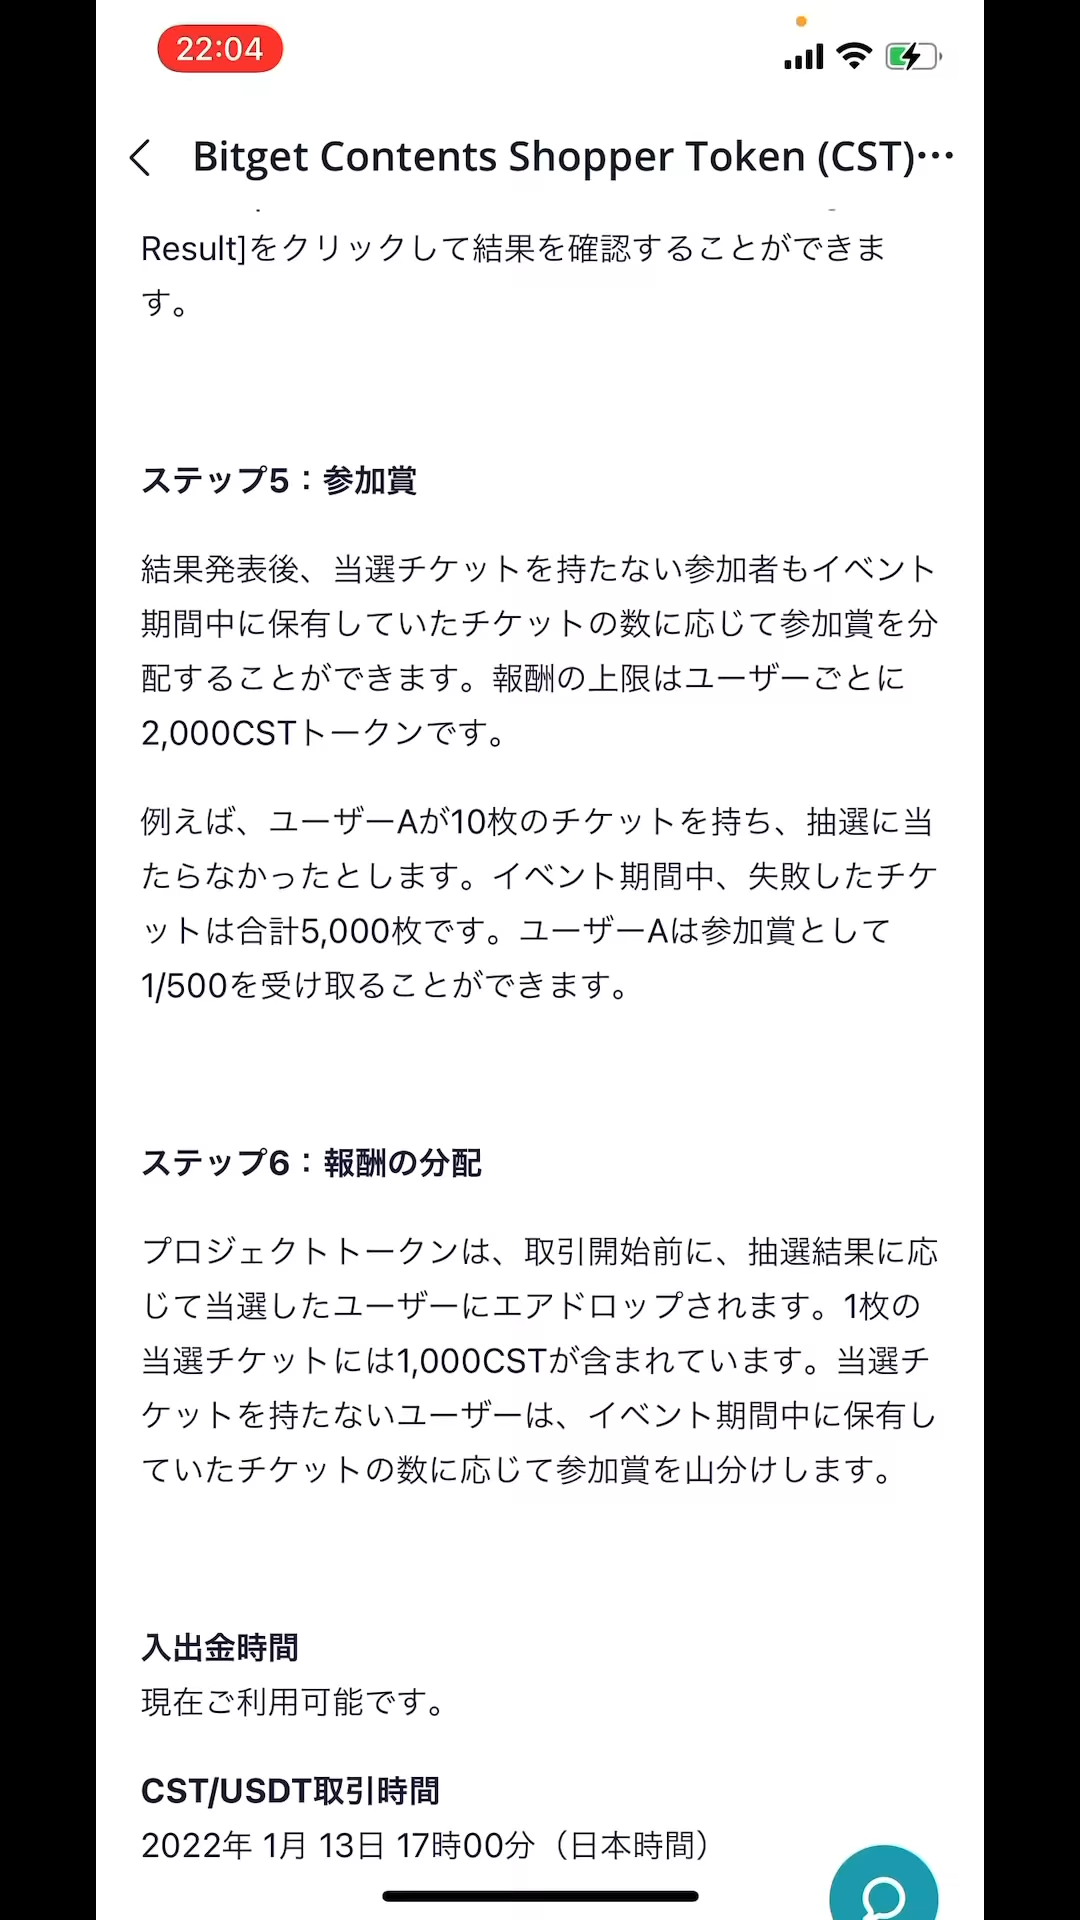 22:04
Bitget Contents Shopper Token (CST)···
Result]をクリックして結果を確認することができま
す。
ステップ5：参加賞
結果発表後、当選チケットを持たない参加者もイベント
期間中に保有していたチケットの数に応じて参加賞を分
配することができます。報酬の上限はユーザーごとに
2,000CSTトークンです。
例えば、ユーザーAが10枚のチケットを持ち、抽選に当
たらなかったとします。イベント期間中、失敗したチケ
ットは合計5,000枚です。ユーザーAは参加賞として
1/500を受け取ることができます。
ステップ6：報酬の分配
プロジェクトトークンは、取引開始前に、抽選結果に応
じて当選したユーザーにエアドロップされます。1枚の
当選チケットには1,000CSTが含まれています。当選チ
ケットを持たないユーザーは、イベント期間中に保有し
ていたチケットの数に応じて参加賞を山分けします。
入出金時間
現在ご利用可能です。
CST/USDT取引時間
2022年 1月 13日 17時00分（日本時間）